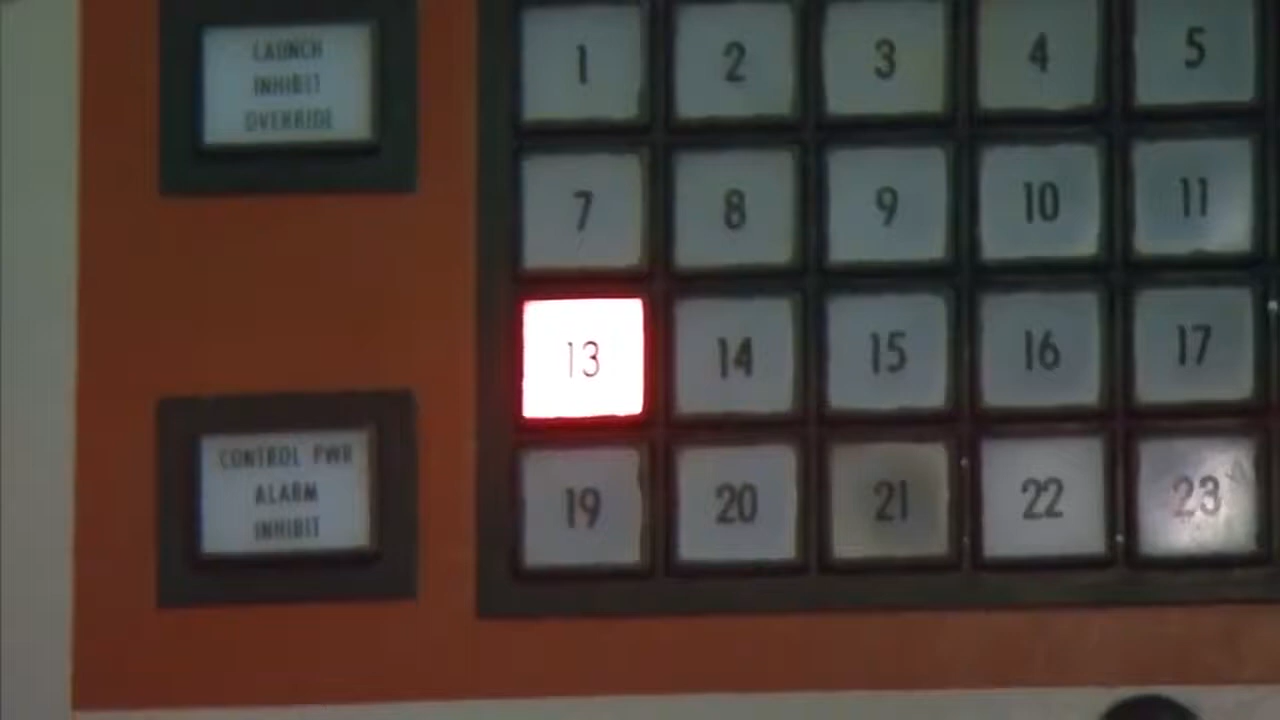 LAUNCH
INHIBIT
OVERRIDE
1 2 3 4 5
7 8 9 10 11
13 14 15 16 17
CONTROL PWR
ALARM
INHIBIT
19 20 21 22 23